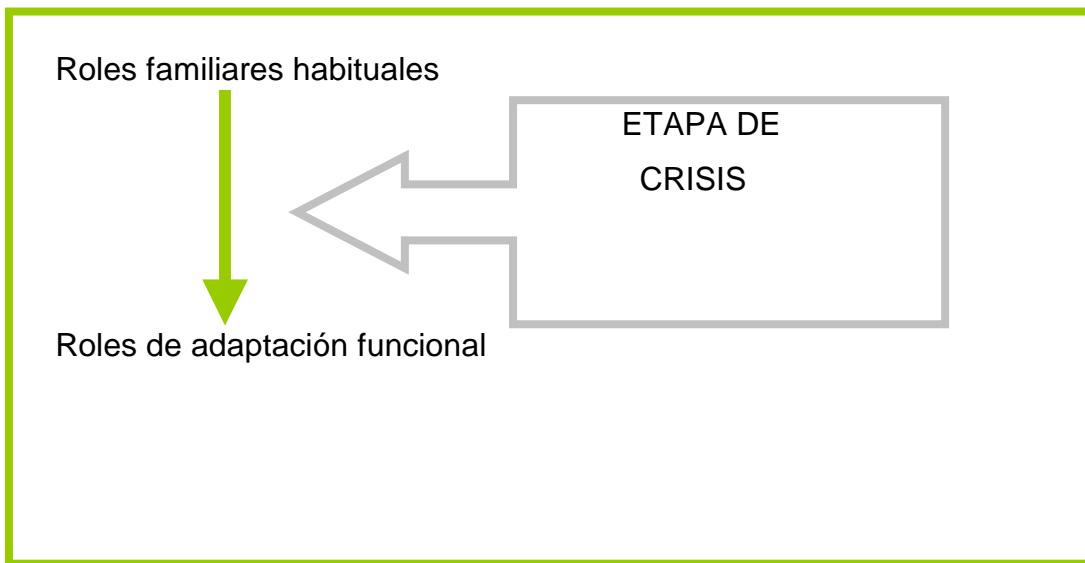 Roles familiares habituales
ETAPA DE
CRISIS
Roles de adaptación funcional